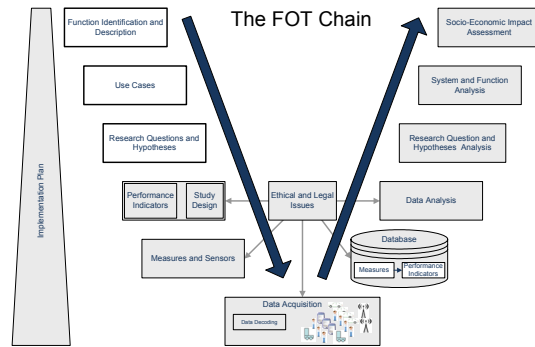 The FOT Chain
Function Identification and
Description
Socio-Economic Impact
Assessment
Use Cases
System and Function
Analysis
Research Questions and
Hypotheses
Research Question and
Hypotheses Analysis
Implementation Plan
Performance
Indicators
Study
Design
Ethical and Legal
Issues
Data Analysis
Measures and Sensors
Database
Measures
Performance
Indicators
Data Acquisition
Data Decoding